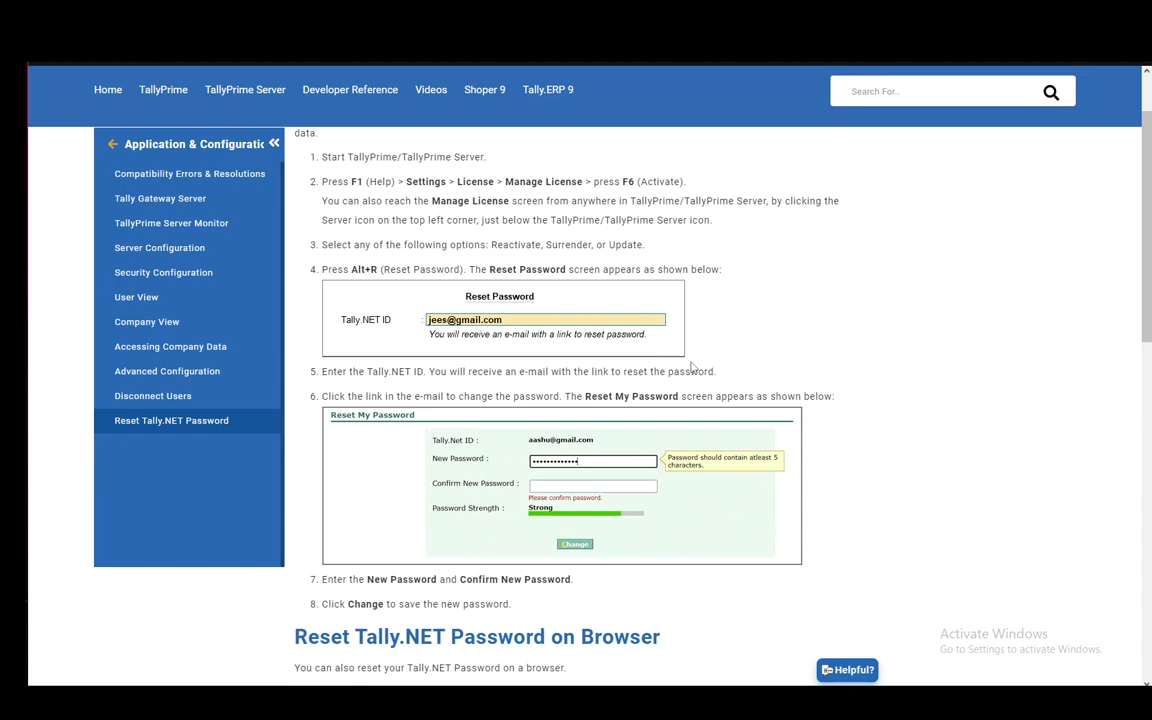 Home TallyPrime TallyPrime Server Developer Reference Videos Shoper 9 Tally.ERP 9
Search For..
Application & Configuratic
Compatibility Errors & Resolutions
Tally Gateway Server
TallyPrime Server Monitor
Server Configuration
Security Configuration
User View
Company View
Accessing Company Data
Advanced Configuration
Disconnect Users
Reset Tally.NET Password
data.
1. Start TallyPrime/TallyPrime Server.
2. Press F1 (Help) > Settings > License > Manage License > press F6 (Activate).
You can also reach the Manage License screen from anywhere in TallyPrime/TallyPrime Server, by clicking the
Server icon on the top left corner, just below the TallyPrime/TallyPrime Server icon.
3. Select any of the following options: Reactivate, Surrender, or Update.
4. Press Alt+R (Reset Password). The Reset Password screen appears as shown below:
Reset Password
Tally.NET ID : jees@gmail.com
You will receive an e-mail with a link to reset password.
5. Enter the Tally.NET ID. You will receive an e-mail with the link to reset the password.
6. Click the link in the e-mail to change the password. The Reset My Password screen appears as shown below:
Reset My Password
Tally.Net ID : aashu@gmail.com
New Password : •••••••••••••
Password should contain atleast 5
characters.
Confirm New Password :
Please confirm password.
Password Strength : Strong
Change
7. Enter the New Password and Confirm New Password.
8. Click Change to save the new password.
Reset Tally.NET Password on Browser
You can also reset your Tally.NET Password on a browser.
Helpful?
Activate Windows
Go to Settings to activate Windows.